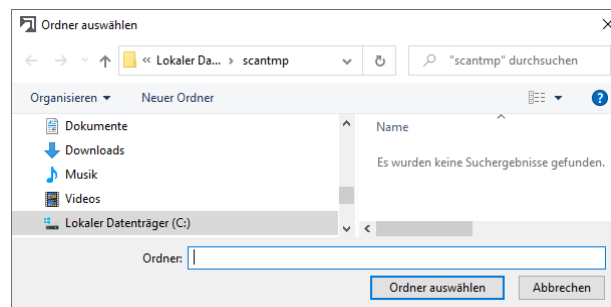 Ordner auswählen
« Lokaler Da... › scantmp
"scantmp" durchsuchen
Organisieren
Neuer Ordner
?
Dokumente
Downloads
Musik
Videos
Lokaler Datenträger (C:)
Name
Es wurden keine Suchergebnisse gefunden.
Ordner:
Ordner auswählen
Abbrechen